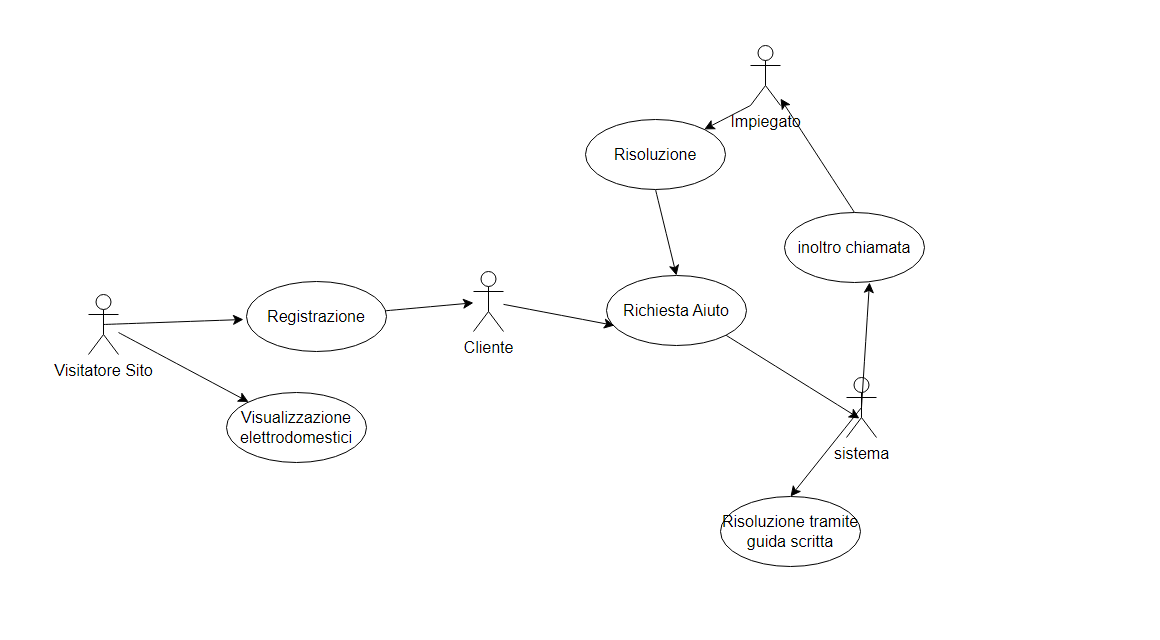 Impiegato
Risoluzione
inoltro chiamata
Registrazione
Richiesta Aiuto
Cliente
Visitatore Sito
Visualizzazione
elettrodomestici
sistema
Risoluzione tramite
guida scritta